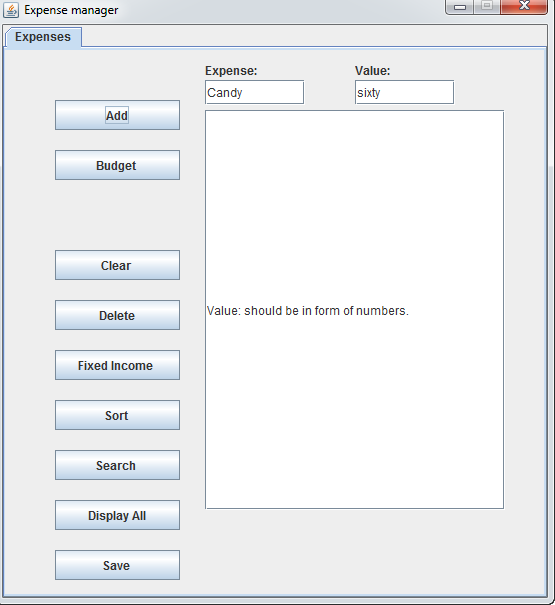 Expense manager
Expenses
Expense:
Value:
Candy
sixty
Add
Budget
Clear
Delete
Value: should be in form of numbers.
Fixed Income
Sort
Search
Display All
Save